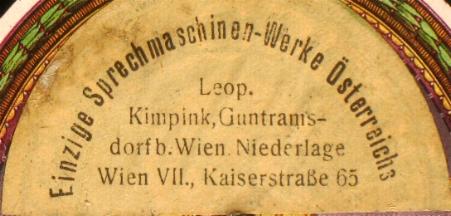 Einzige Sprechmaschinen-Werke Österreichs
Leop.
Kimpink, Guntrams-
dorf b. Wien. Niederlage
Wien VII., Kaiserstraße 65